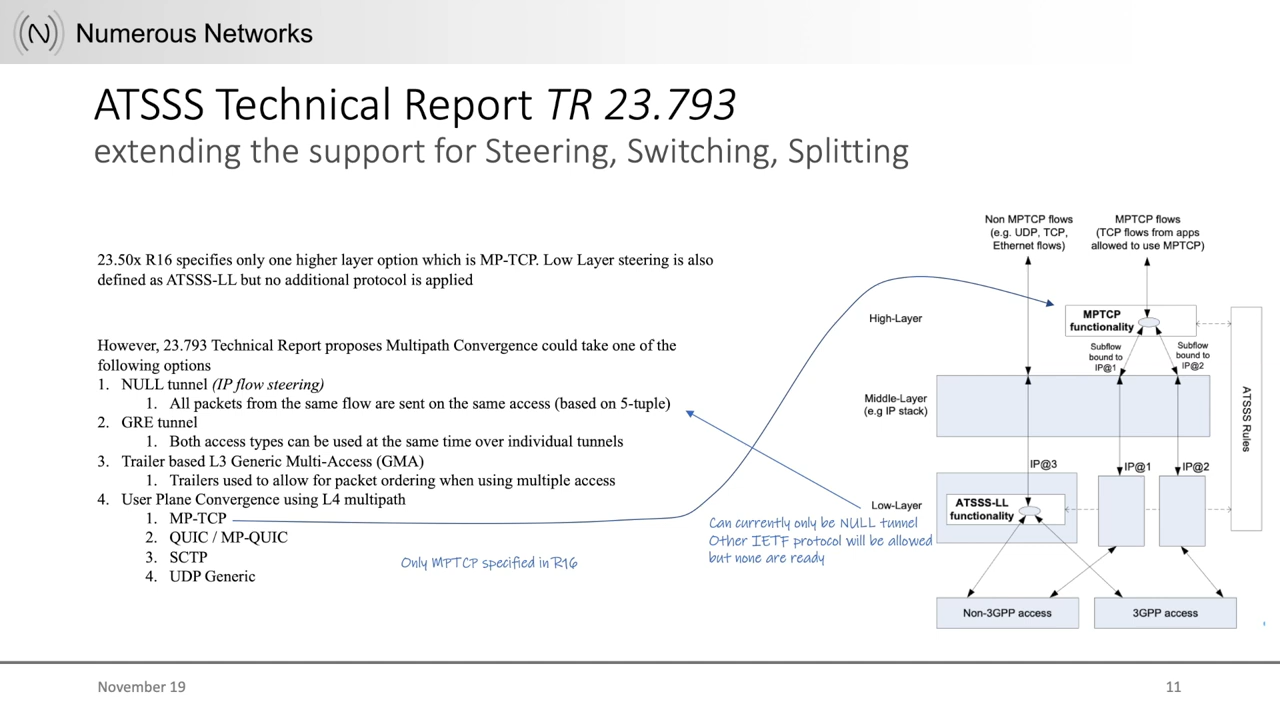 Numerous Networks
ATSSS Technical Report TR 23.793
extending the support for Steering, Switching, Splitting
23.50x R16 specifies only one higher layer option which is MP-TCP. Low Layer steering is also
defined as ATSSS-LL but no additional protocol is applied
However, 23.793 Technical Report proposes Multipath Convergence could take one of the
following options
1. NULL tunnel (IP flow steering)
1. All packets from the same flow are sent on the same access (based on 5-tuple)
2. GRE tunnel
1. Both access types can be used at the same time over individual tunnels
3. Trailer based L3 Generic Multi-Access (GMA)
1. Trailers used to allow for packet ordering when using multiple access
4. User Plane Convergence using L4 multipath
1. MP-TCP
2. QUIC / MP-QUIC
3. SCTP
4. UDP Generic
Only MPTCP specified in R16
Can currently only be NULL tunnel
Other IETF protocol will be allowed
but none are ready
Non MPTCP flows
(e.g. UDP, TCP,
Ethernet flows)
MPTCP flows
(TCP flows from apps
allowed to use MPTCP)
High-Layer
MPTCP
functionality
Subflow
bound to
IP@1
Subflow
bound to
IP@2
Middle-Layer
(e.g IP stack)
ATSSS Rules
IP@3
IP@1
IP@2
Low-Layer
ATSSS-LL
functionality
Non-3GPP access
3GPP access
November 19
11